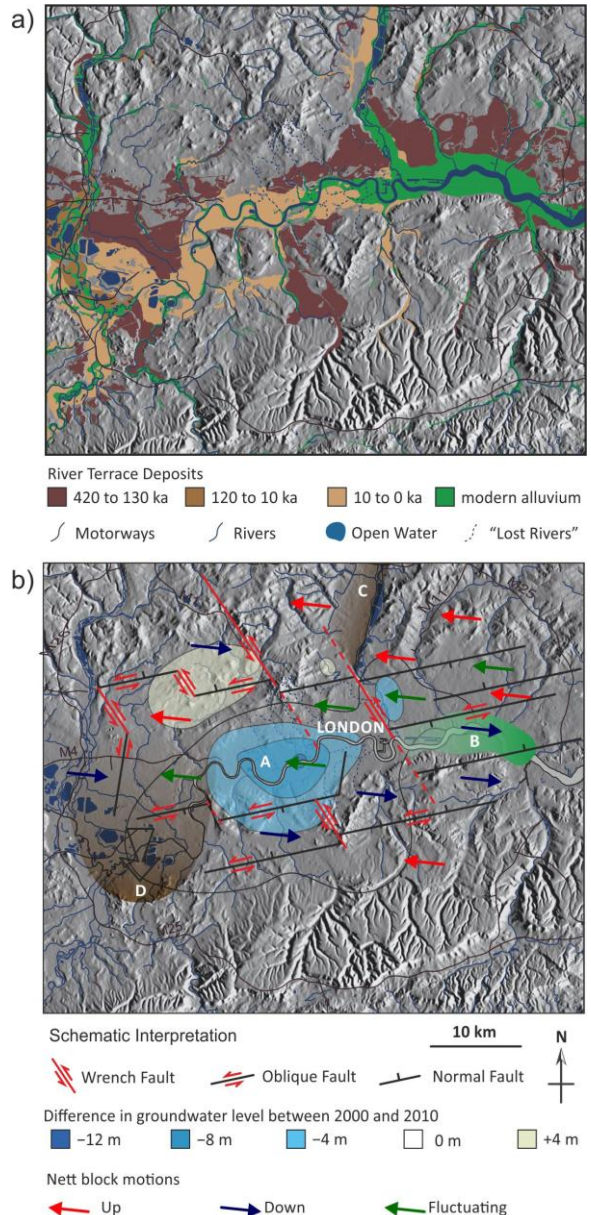 a)
River Terrace Deposits
420 to 130 ka 120 to 10 ka 10 to 0 ka modern alluvium
Motorways Rivers Open Water "Lost Rivers"
b)
C
M11
M25
LONDON
M4
A
B
D
M25
Schematic Interpretation
10 km
N
Wrench Fault Oblique Fault Normal Fault
Difference in groundwater level between 2000 and 2010
−12 m −8 m −4 m 0 m +4 m
Nett block motions
Up Down Fluctuating